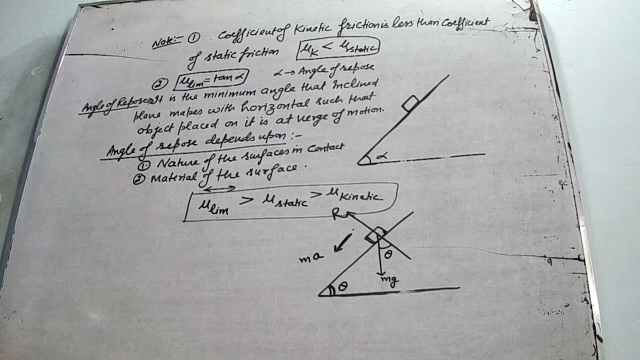 Note:- ① Coefficient of Kinetic friction is less than Coefficient
of static friction μK < μstatic
② μlim = tan α α → Angle of repose
Angle of Repose:- It is the minimum angle that Inclined
plane makes with horizontal such that
object placed on it is at verge of motion.
Angle of repose depends upon:-
① Nature of the surfaces in contact
② Material of the surface.
α
μlim > μstatic > μkinetic
R
ma
θ
mg
θ